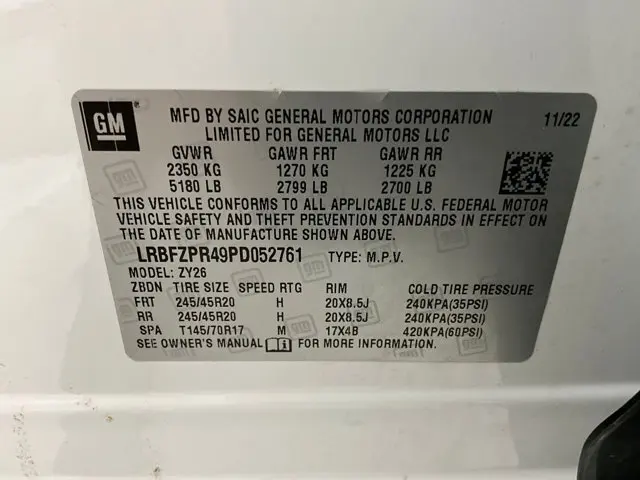 GM
MFD BY SAIC GENERAL MOTORS CORPORATION 11/22
LIMITED FOR GENERAL MOTORS LLC
GVWR GAWR FRT GAWR RR
2350 KG 1270 KG 1225 KG
5180 LB 2799 LB 2700 LB
THIS VEHICLE CONFORMS TO ALL APPLICABLE U.S. FEDERAL MOTOR
VEHICLE SAFETY AND THEFT PREVENTION STANDARDS IN EFFECT ON
THE DATE OF MANUFACTURE SHOWN ABOVE.
LRBFZPR49PD052761 TYPE: M.P.V.
MODEL: ZY26
ZBDN TIRE SIZE SPEED RTG RIM COLD TIRE PRESSURE
FRT 245/45R20 H 20X8.5J 240KPA(35PSI)
RR 245/45R20 H 20X8.5J 240KPA(35PSI)
SPA T145/70R17 M 17X4B 420KPA(60PSI)
SEE OWNER'S MANUAL FOR MORE INFORMATION.